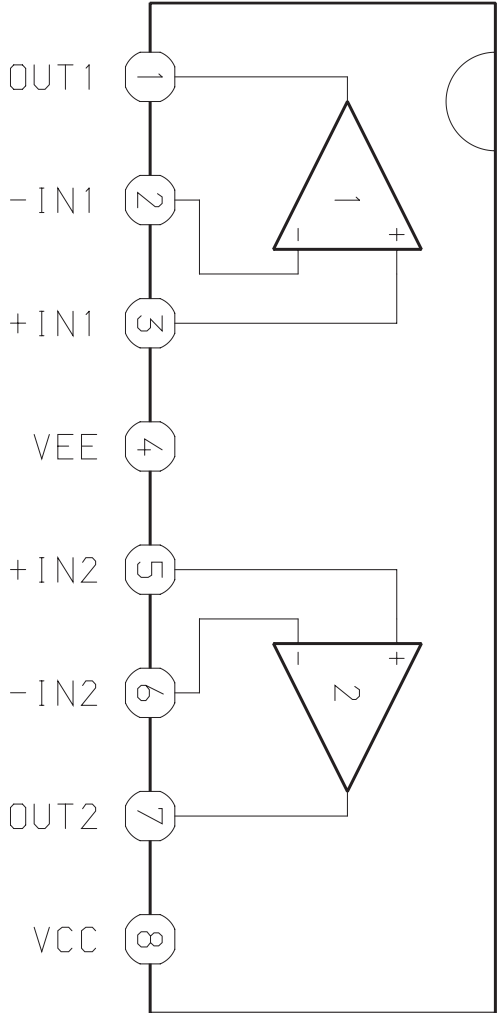 OUT1 1
-IN1 2
+IN1 3
VEE 4
+IN2 5
-IN2 6
OUT2 7
VCC 8
1
- +
- +
2